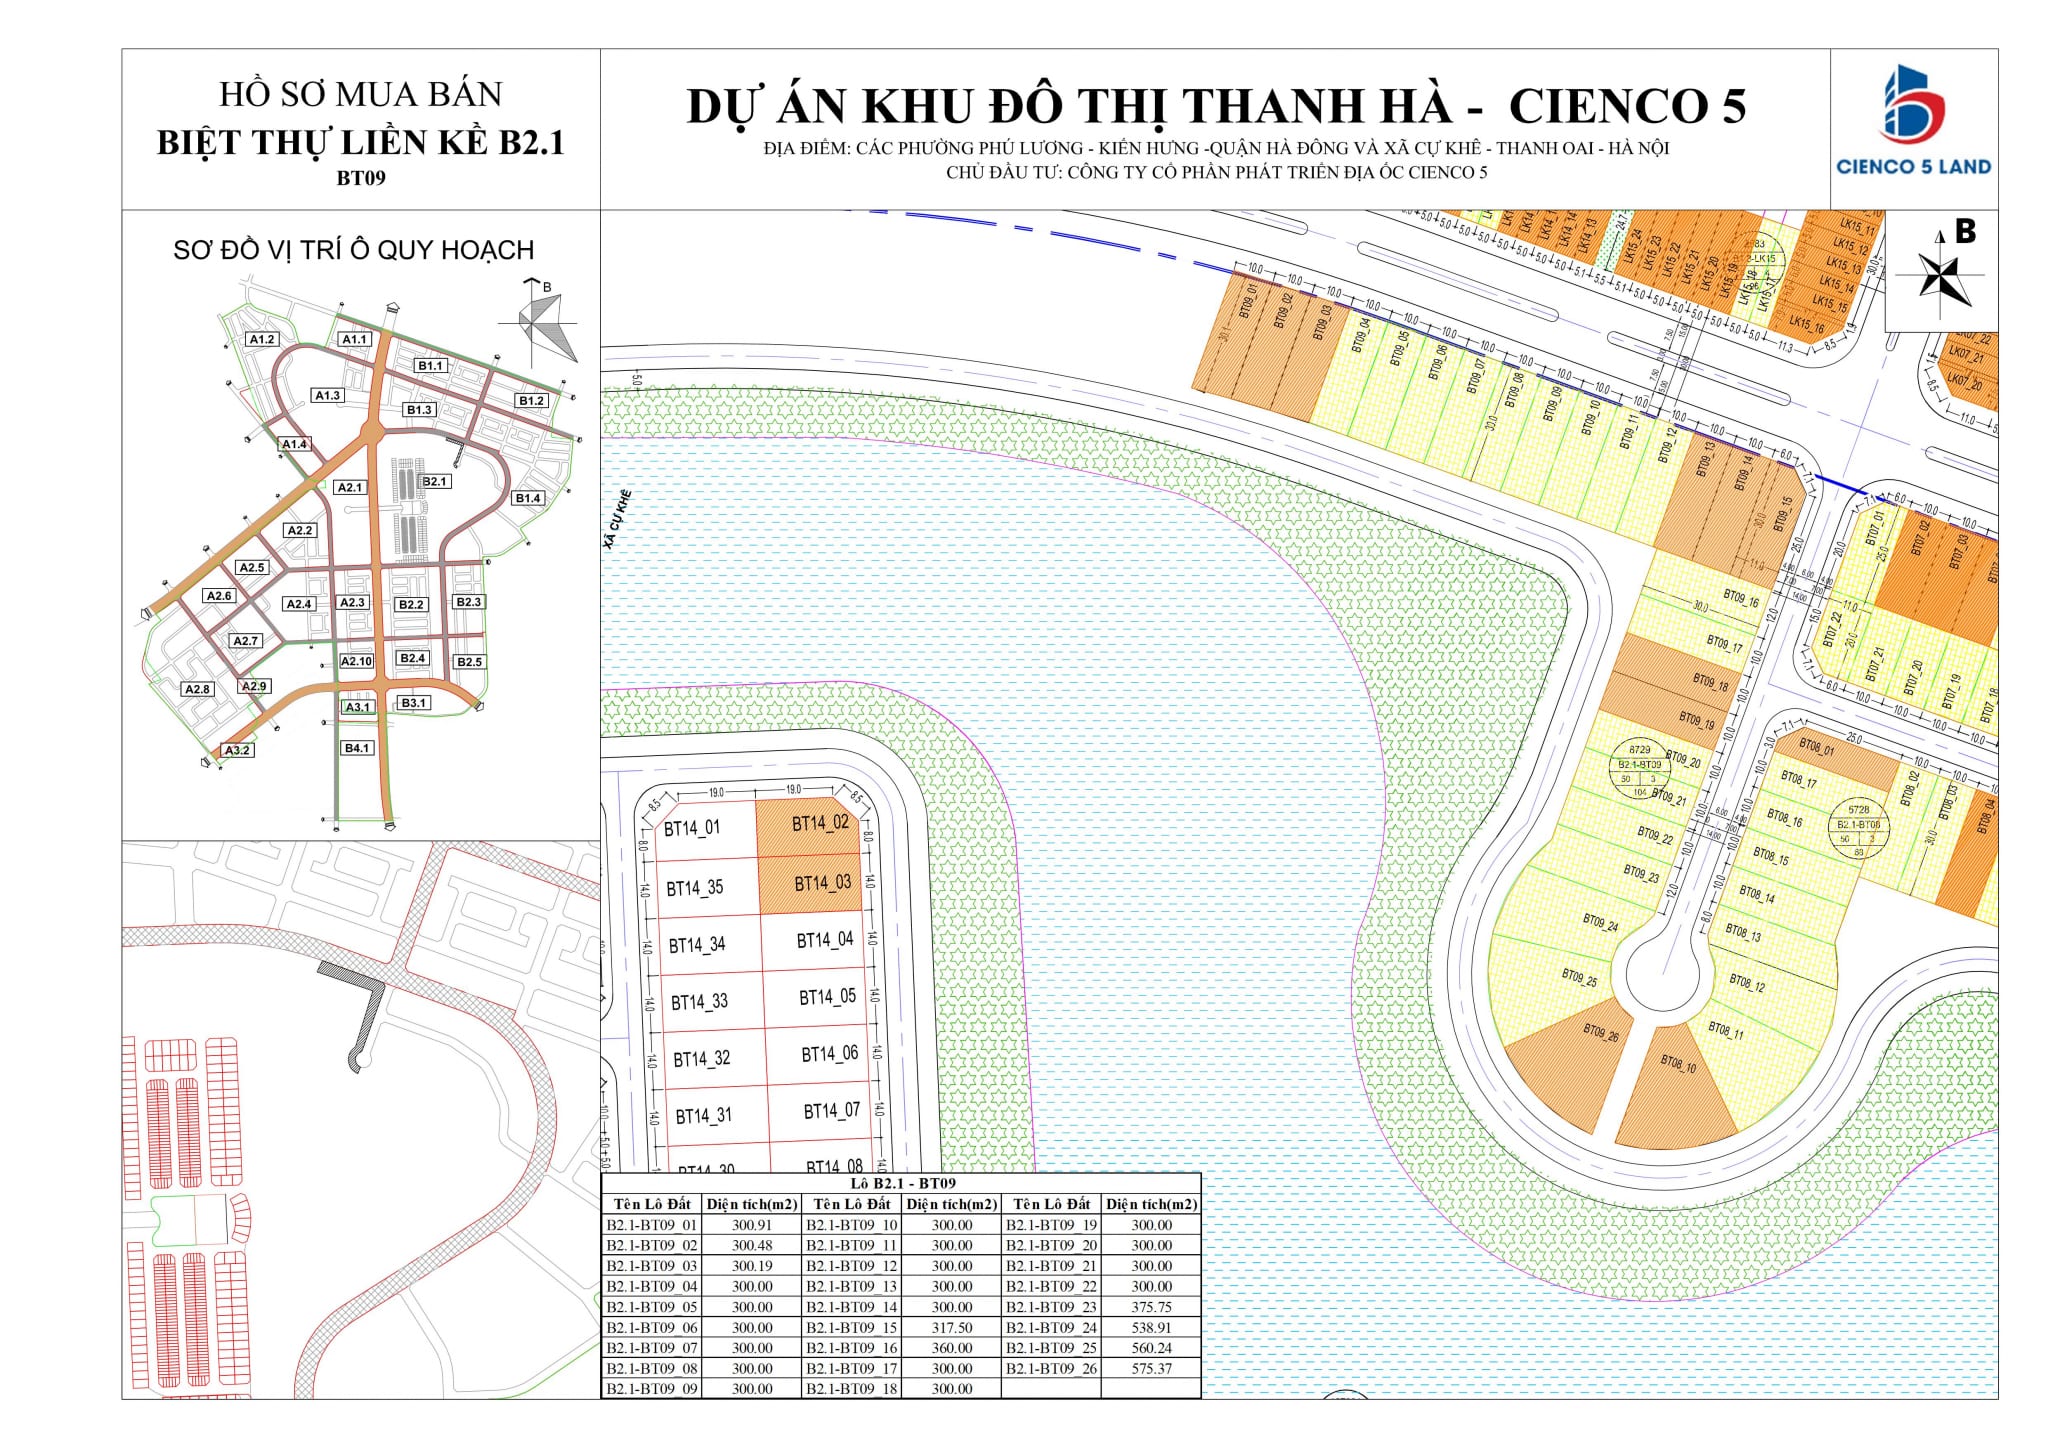 HỒ SƠ MUA BÁN
BIỆT THỰ LIỀN KỀ B2.1
BT09
DỰ ÁN KHU ĐÔ THỊ THANH HÀ - CIENCO 5
ĐỊA ĐIỂM: CÁC PHƯỜNG PHÚ LƯƠNG - KIẾN HƯNG -QUẬN HÀ ĐÔNG VÀ XÃ CỰ KHÊ - THANH OAI - HÀ NỘI
CHỦ ĐẦU TƯ: CÔNG TY CỔ PHẦN PHÁT TRIỂN ĐỊA ỐC CIENCO 5
CIENCO 5 LAND
SƠ ĐỒ VỊ TRÍ Ô QUY HOẠCH
B
A1.2
A1.1
B1.1
A1.3
B1.3
B1.2
A1.4
A2.1
B2.1
B1.4
A2.2
A2.5
A2.6
A2.4
A2.3
B2.2
B2.3
A2.7
A2.10
B2.4
B2.5
A2.8
A2.9
A3.1
B3.1
A3.2
B4.1
B
XÃ CỰ KHÊ
LK14_13
24.7
LK15_24
LK15_23
LK15_22
LK15_21
LK15_20
LK15_19
LK15_18
LK15_17
LK15_11
LK15_12
LK15_13
LK15_14
LK15_15
LK15_16
LK07_22
LK07_21
LK07_20
BT09_01
BT09_02
BT09_03
BT09_04
BT09_05
BT09_06
BT09_07
BT09_08
BT09_09
BT09_10
BT09_11
BT09_12
BT09_13
BT09_14
BT09_15
BT09_16
BT09_17
BT09_18
BT09_19
BT09_20
BT09_21
BT09_22
BT09_23
BT09_24
BT09_25
BT09_26
8729
B2.1-BT09
50 3
104
BT07_01
BT07_02
BT07_03
BT07_22
BT07_21
BT07_20
BT07_19
BT07_18
BT08_01
BT08_02
BT08_03
BT08_04
BT08_17
BT08_16
BT08_15
BT08_14
BT08_13
BT08_12
BT08_11
BT08_10
B2.1-BT08
BT14_01
BT14_02
BT14_35
BT14_03
BT14_34
BT14_04
BT14_33
BT14_05
BT14_32
BT14_06
BT14_31
BT14_07
BT14_30
BT14_08
Lô B2.1 - BT09
Tên Lô Đất Diện tích(m2) Tên Lô Đất Diện tích(m2) Tên Lô Đất Diện tích(m2)
B2.1-BT09_01 300.91 B2.1-BT09_10 300.00 B2.1-BT09_19 300.00
B2.1-BT09_02 300.48 B2.1-BT09_11 300.00 B2.1-BT09_20 300.00
B2.1-BT09_03 300.19 B2.1-BT09_12 300.00 B2.1-BT09_21 300.00
B2.1-BT09_04 300.00 B2.1-BT09_13 300.00 B2.1-BT09_22 300.00
B2.1-BT09_05 300.00 B2.1-BT09_14 300.00 B2.1-BT09_23 375.75
B2.1-BT09_06 300.00 B2.1-BT09_15 317.50 B2.1-BT09_24 538.91
B2.1-BT09_07 300.00 B2.1-BT09_16 360.00 B2.1-BT09_25 560.24
B2.1-BT09_08 300.00 B2.1-BT09_17 300.00 B2.1-BT09_26 575.37
B2.1-BT09_09 300.00 B2.1-BT09_18 300.00